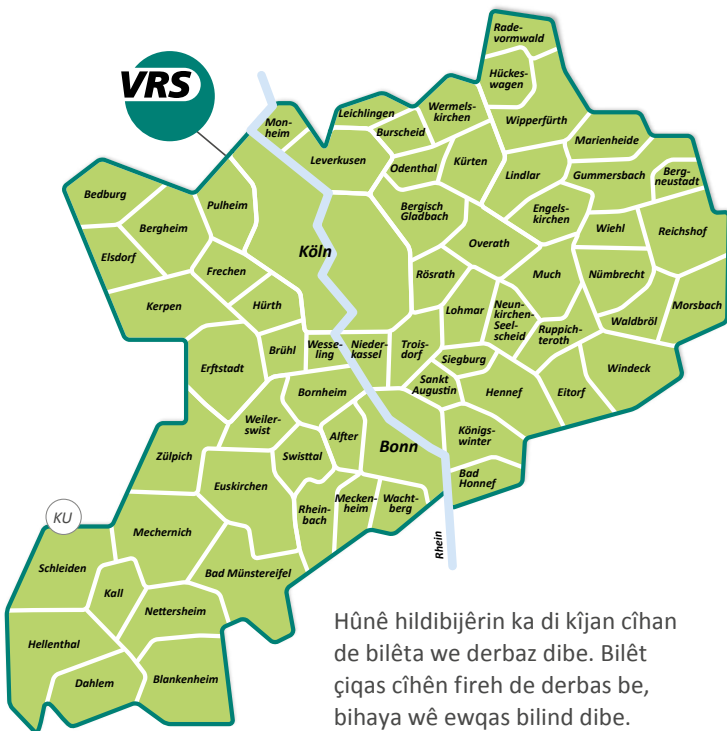 Rade-
vormwald
Hückes-
wagen
VRS
Mon-
heim
Leichlingen
Burscheid
Wermels-
kirchen
Wipperfürth
Marienheide
Leverkusen
Odenthal
Kürten
Lindlar
Gummersbach
Berg-
neustadt
Bedburg
Pulheim
Bergheim
Bergisch
Gladbach
Engels-
kirchen
Wiehl
Reichshof
Elsdorf
Köln
Overath
Frechen
Rösrath
Much
Nümbrecht
Kerpen
Hürth
Lohmar
Neun-
kirchen-
Seel-
scheid
Morsbach
Ruppich-
teroth
Waldbröl
Brühl
Wesse-
ling
Nieder-
kassel
Trois-
dorf
Siegburg
Windeck
Erftstadt
Sankt
Augustin
Hennef
Eitorf
Bornheim
Weiler-
swist
Alfter
Bonn
Königs-
winter
Zülpich
Swisttal
Bad
Honnef
Euskirchen
Rhein-
bach
Mecken-
heim
Wacht-
berg
KU
Mechernich
Rhein
Schleiden
Kall
Bad Münstereifel
Nettersheim
Hellenthal
Dahlem
Blankenheim
Hûnê hildibijêrin ka di kîjan cîhan
de bilêta we derbaz dibe. Bilêt
çiqas cîhên fireh de derbas be,
bihaya wê ewqas bilind dibe.